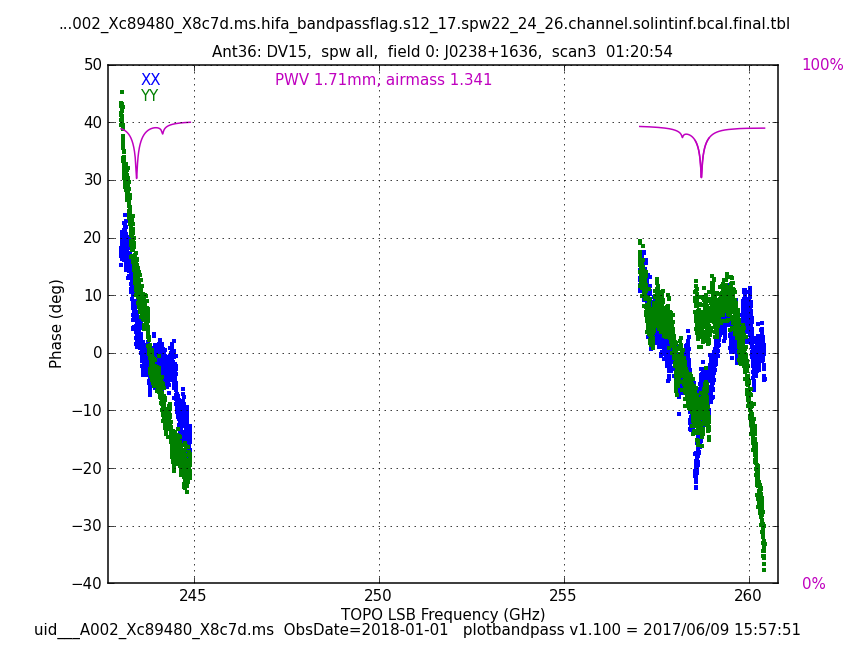 ...002_Xc89480_X8c7d.ms.hifa_bandpassflag.s12_17.spw22_24_26.channel.solintinf.bcal.final.tbl
Ant36: DV15,  spw all,  field 0: J0238+1636,  scan3  01:20:54
50
100%
XX
PWV 1.71mm, airmass 1.341
YY
40
30
20
10
0
−10
−20
−30
−40
0%
Phase (deg)
245
250
255
260
TOPO LSB Frequency (GHz)
uid___A002_Xc89480_X8c7d.ms  ObsDate=2018-01-01   plotbandpass v1.100 = 2017/06/09 15:57:51